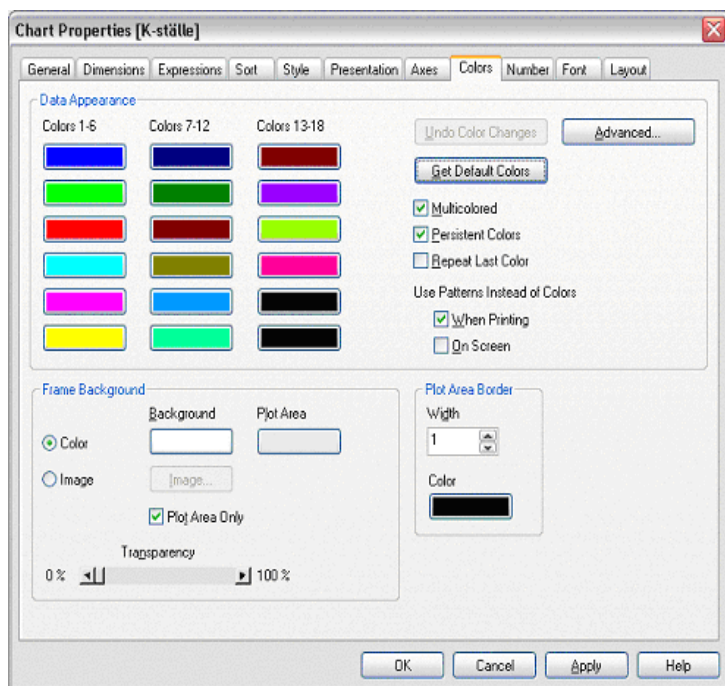 Chart Properties [K-ställe]
General Dimensions Expressions Sort Style Presentation Axes Colors Number Font Layout
Data Appearance
Colors 1-6 Colors 7-12 Colors 13-18
Undo Color Changes Advanced...
Get Default Colors
Multicolored
Persistent Colors
Repeat Last Color
Use Patterns Instead of Colors
When Printing
On Screen
Frame Background
Background Plot Area
Color
Image Image...
Plot Area Only
Transparency
0 % 100 %
Plot Area Border
Width
1
Color
OK Cancel Apply Help